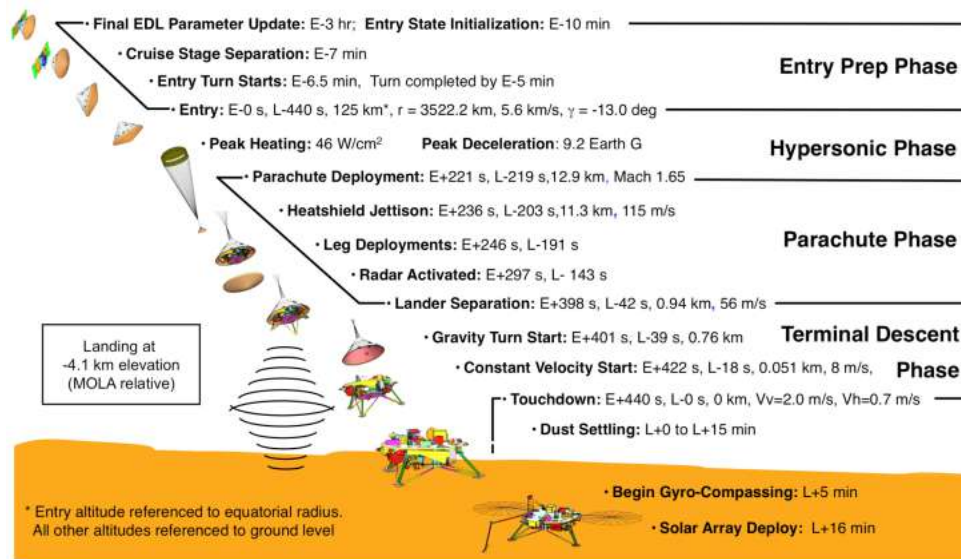 • Final EDL Parameter Update: E-3 hr; Entry State Initialization: E-10 min
• Cruise Stage Separation: E-7 min
• Entry Turn Starts: E-6.5 min, Turn completed by E-5 min
Entry Prep Phase
• Entry: E-0 s, L-440 s, 125 km*, r = 3522.2 km, 5.6 km/s, γ = -13.0 deg
• Peak Heating: 46 W/cm² Peak Deceleration: 9.2 Earth G
Hypersonic Phase
• Parachute Deployment: E+221 s, L-219 s,12.9 km, Mach 1.65
• Heatshield Jettison: E+236 s, L-203 s,11.3 km, 115 m/s
• Leg Deployments: E+246 s, L-191 s
Parachute Phase
• Radar Activated: E+297 s, L- 143 s
• Lander Separation: E+398 s, L-42 s, 0.94 km, 56 m/s
• Gravity Turn Start: E+401 s, L-39 s, 0.76 km
Terminal Descent
Phase
• Constant Velocity Start: E+422 s, L-18 s, 0.051 km, 8 m/s,
• Touchdown: E+440 s, L-0 s, 0 km, Vv=2.0 m/s, Vh=0.7 m/s
• Dust Settling: L+0 to L+15 min
Landing at
-4.1 km elevation
(MOLA relative)
• Begin Gyro-Compassing: L+5 min
• Solar Array Deploy: L+16 min
* Entry altitude referenced to equatorial radius.
All other altitudes referenced to ground level